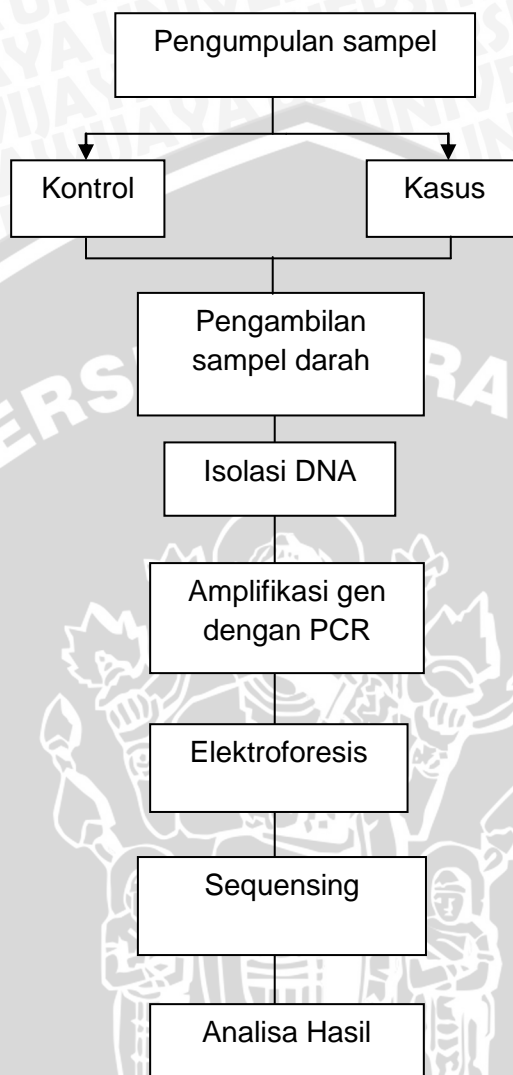 Pengumpulan sampel
Kontrol
Kasus
Pengambilan
sampel darah
Isolasi DNA
Amplifikasi gen
dengan PCR
Elektroforesis
Sequensing
Analisa Hasil